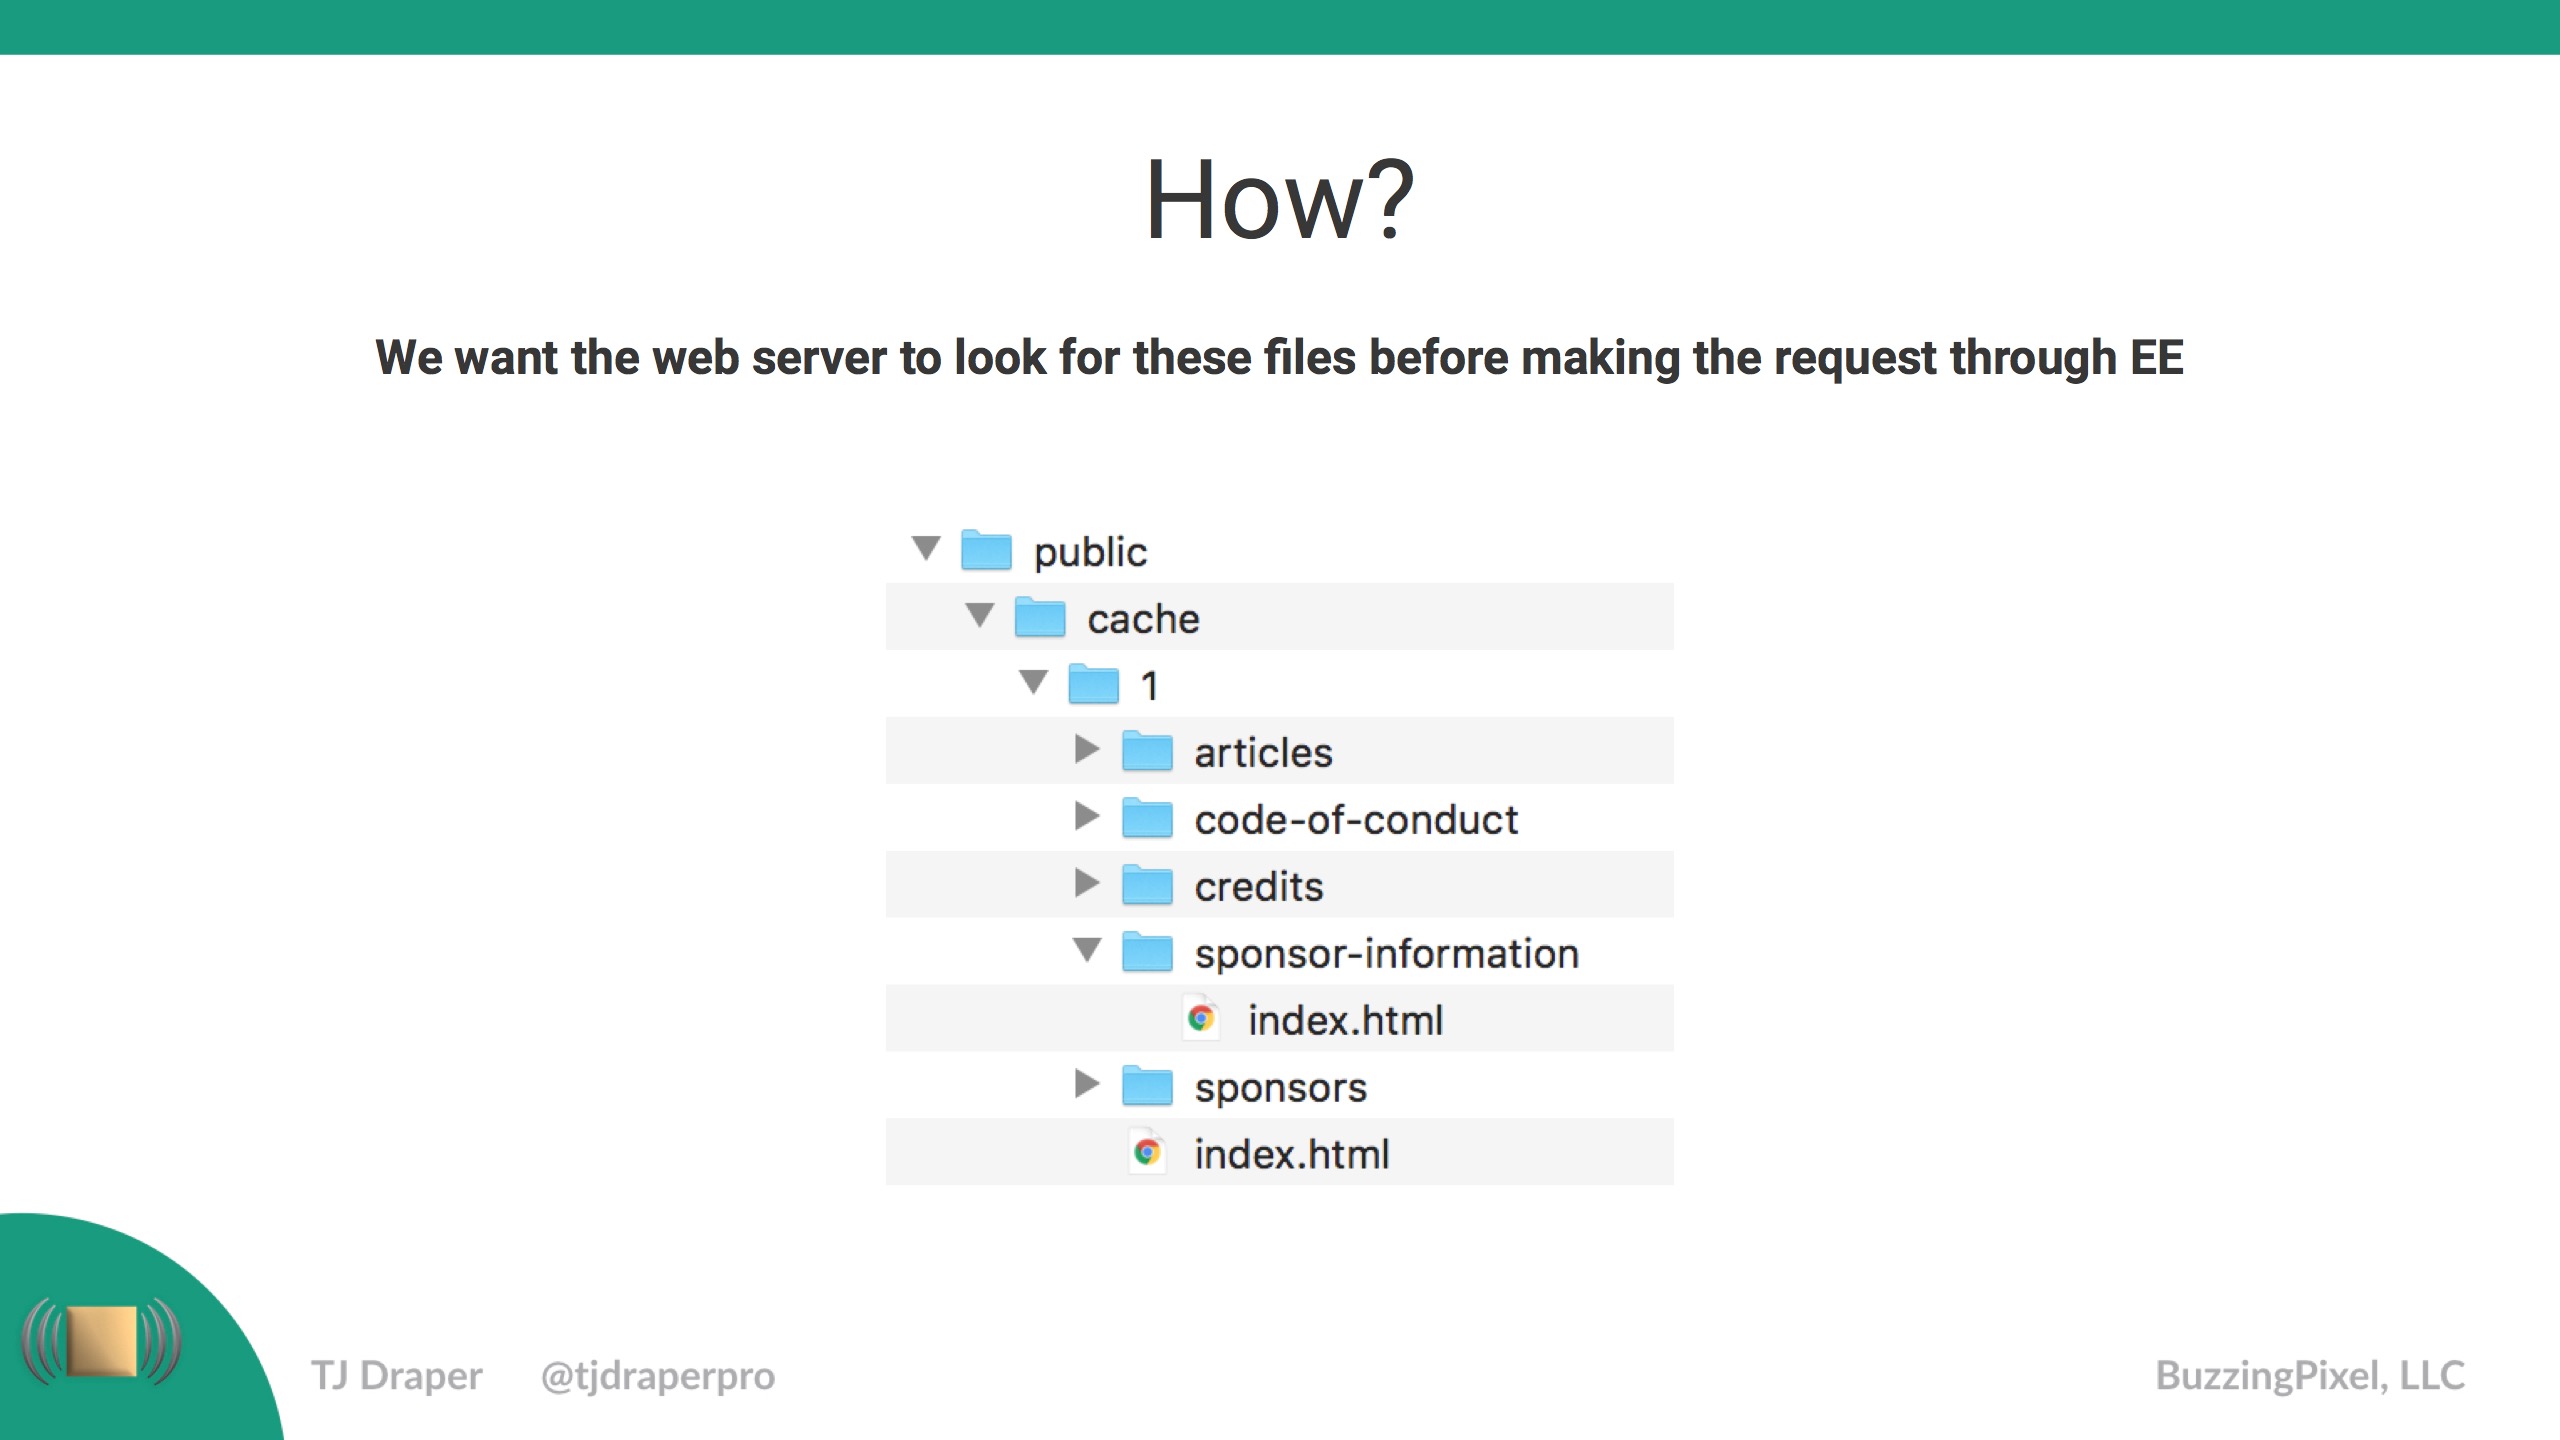 How?
We want the web server to look for these files before making the request through EE
public
cache
1
articles
code-of-conduct
credits
sponsor-information
index.html
sponsors
index.html
TJ Draper @tjdraperpro BuzzingPixel, LLC